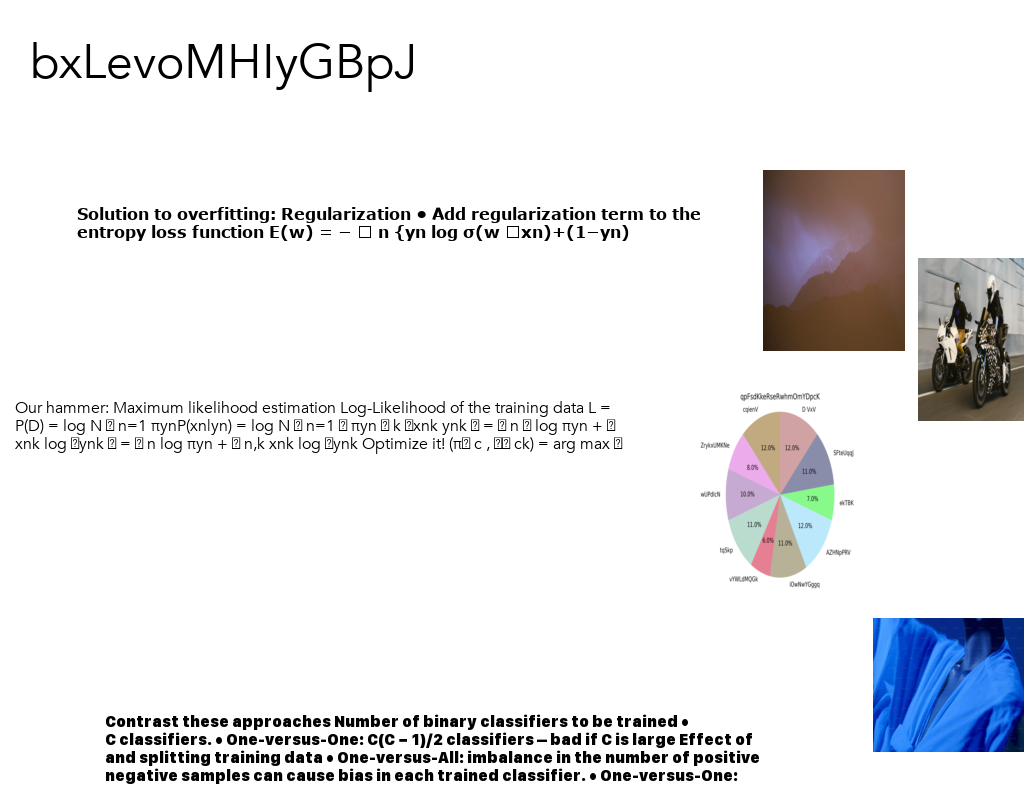 bxLevoMHIyGBpJ
Solution to overfitting: Regularization • Add regularization term to the
entropy loss function E(w) = − □ n {yn log σ(w □xn)+(1−yn)
Our hammer: Maximum likelihood estimation Log-Likelihood of the training data L =
P(D) = log N □ n=1 πynP(xnlyn) = log N □ n=1 □ πyn □ k □xnk ynk □ = □ n □ log πyn + □
xnk log □ynk □ = □ n log πyn + □ n,k xnk log □ynk Optimize it! (π□ c , □□ ck) = arg max □
qpFsdKkeRseRwhmOmYDpcK
cqienV
D VxV
12.0%
12.0%
ZrykxUMKNe
SPteUqqJ
8.0%
11.0%
wUPdicN
10.0%
7.0%
ekTBK
11.0%
12.0%
6.0%
11.0%
tqSkp
AZHNpPRV
vYWLdMQGk
iOwNwYGggq
Contrast these approaches Number of binary classifiers to be trained •
C classifiers. • One-versus-One: C(C − 1)/2 classifiers – bad if C is large Effect of
and splitting training data • One-versus-All: imbalance in the number of positive
negative samples can cause bias in each trained classifier. • One-versus-One: